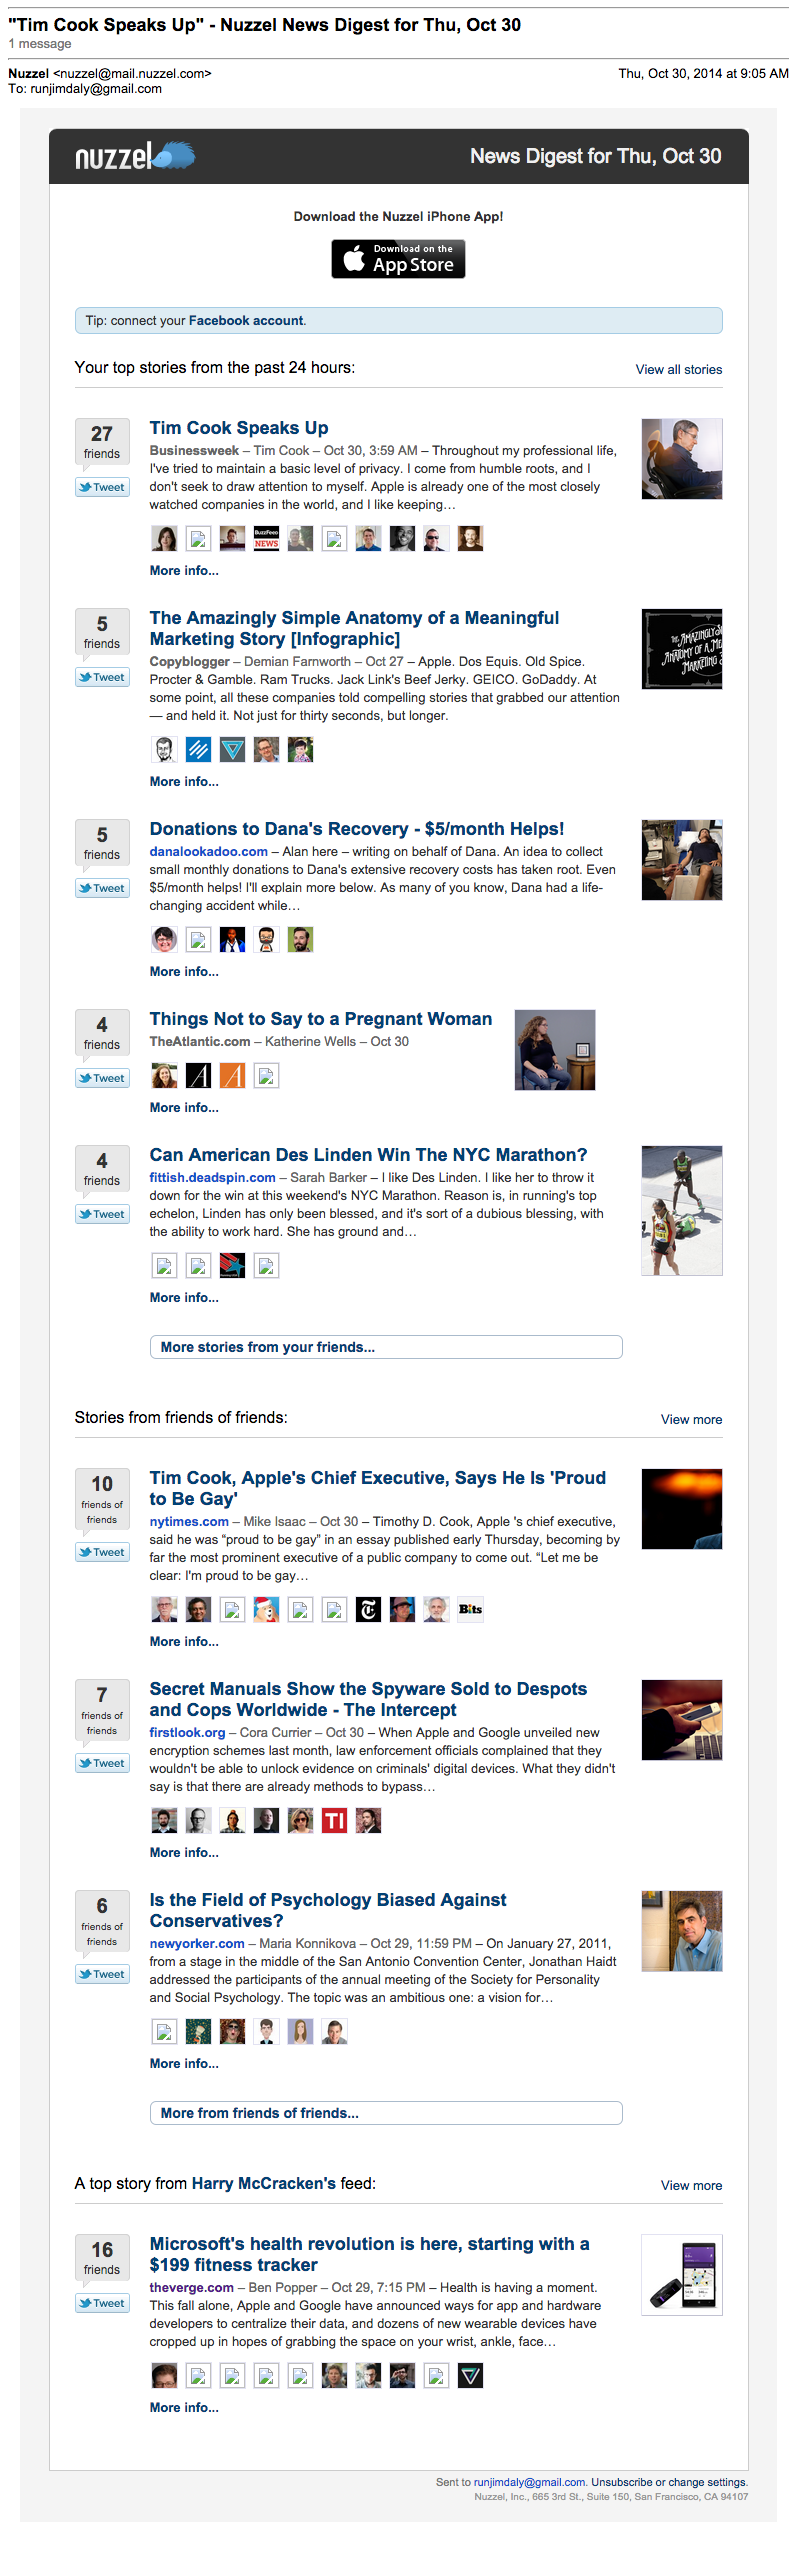 "Tim Cook Speaks Up" - Nuzzel News Digest for Thu, Oct 30
1 message
Nuzzel <nuzzel@mail.nuzzel.com> Thu, Oct 30, 2014 at 9:05 AM
To: runjimdaly@gmail.com
nuzzel News Digest for Thu, Oct 30
Download the Nuzzel iPhone App!
Download on the
App Store
Tip: connect your Facebook account.
Your top stories from the past 24 hours: View all stories
27
friends
Tweet
Tim Cook Speaks Up
Businessweek – Tim Cook – Oct 30, 3:59 AM – Throughout my professional life,
I've tried to maintain a basic level of privacy. I come from humble roots, and I
don't seek to draw attention to myself. Apple is already one of the most closely
watched companies in the world, and I like keeping…
BuzzFeed
NEWS
More info...
5
friends
Tweet
The Amazingly Simple Anatomy of a Meaningful
Marketing Story [Infographic]
Copyblogger – Demian Farnworth – Oct 27 – Apple. Dos Equis. Old Spice.
Procter & Gamble. Ram Trucks. Jack Link's Beef Jerky. GEICO. GoDaddy. At
some point, all these companies told compelling stories that grabbed our attention
— and held it. Not just for thirty seconds, but longer.
THE AMAZINGLY
ANATOMY OF A ME
MARKETING
More info...
5
friends
Tweet
Donations to Dana's Recovery - $5/month Helps!
danalookadoo.com – Alan here – writing on behalf of Dana. An idea to collect
small monthly donations to Dana's extensive recovery costs has taken root. Even
$5/month helps! I'll explain more below. As many of you know, Dana had a life-
changing accident while…
More info...
4
friends
Tweet
Things Not to Say to a Pregnant Woman
TheAtlantic.com – Katherine Wells – Oct 30
A A
More info...
4
friends
Tweet
Can American Des Linden Win The NYC Marathon?
fittish.deadspin.com – Sarah Barker – I like Des Linden. I like her to throw it
down for the win at this weekend's NYC Marathon. Reason is, in running's top
echelon, Linden has only been blessed, and it's sort of a dubious blessing, with
the ability to work hard. She has ground and…
More info...
More stories from your friends...
Stories from friends of friends: View more
10
friends of
friends
Tweet
Tim Cook, Apple's Chief Executive, Says He Is 'Proud
to Be Gay'
nytimes.com – Mike Isaac – Oct 30 – Timothy D. Cook, Apple 's chief executive,
said he was “proud to be gay” in an essay published early Thursday, becoming by
far the most prominent executive of a public company to come out. “Let me be
clear: I'm proud to be gay…
T Bits
More info...
7
friends of
friends
Tweet
Secret Manuals Show the Spyware Sold to Despots
and Cops Worldwide - The Intercept
firstlook.org – Cora Currier – Oct 30 – When Apple and Google unveiled new
encryption schemes last month, law enforcement officials complained that they
wouldn't be able to unlock evidence on criminals' digital devices. What they didn't
say is that there are already methods to bypass…
TI
More info...
6
friends of
friends
Tweet
Is the Field of Psychology Biased Against
Conservatives?
newyorker.com – Maria Konnikova – Oct 29, 11:59 PM – On January 27, 2011,
from a stage in the middle of the San Antonio Convention Center, Jonathan Haidt
addressed the participants of the annual meeting of the Society for Personality
and Social Psychology. The topic was an ambitious one: a vision for…
More info...
More from friends of friends...
A top story from Harry McCracken's feed: View more
16
friends
Tweet
Microsoft's health revolution is here, starting with a
$199 fitness tracker
theverge.com – Ben Popper – Oct 29, 7:15 PM – Health is having a moment.
This fall alone, Apple and Google have announced ways for app and hardware
developers to centralize their data, and dozens of new wearable devices have
cropped up in hopes of grabbing the space on your wrist, ankle, face…
More info...
Sent to runjimdaly@gmail.com. Unsubscribe or change settings.
Nuzzel, Inc., 665 3rd St., Suite 150, San Francisco, CA 94107